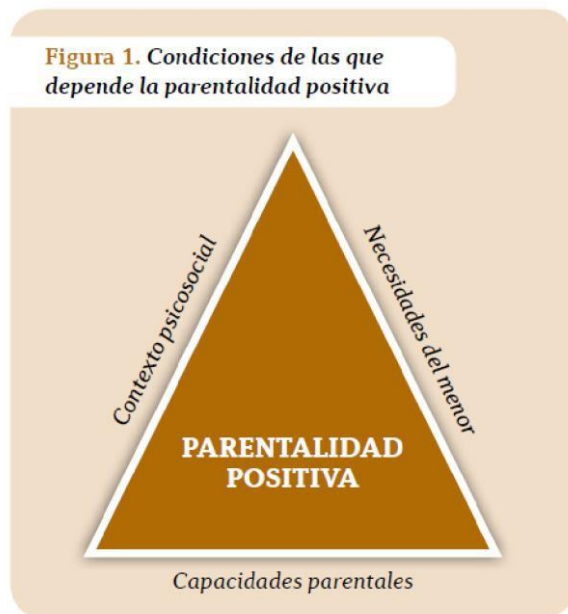 Figura 1. Condiciones de las que
depende la parentalidad positiva
Contexto psicosocial
Necesidades del menor
PARENTALIDAD
POSITIVA
Capacidades parentales